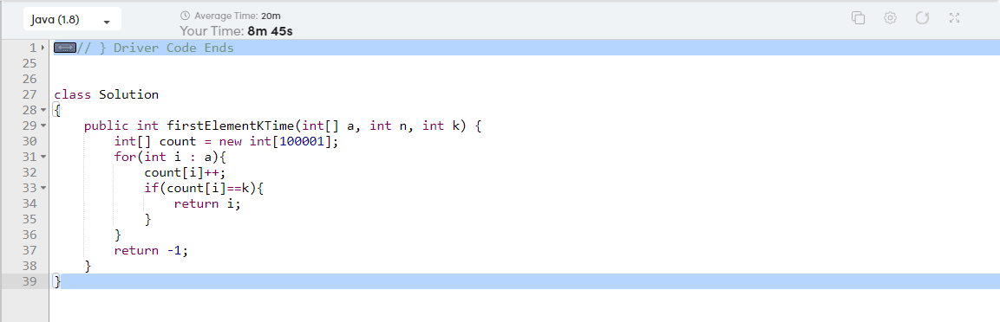 Java (1.8)
Average Time: 20m
Your Time: 8m 45s
1 // } Driver Code Ends
25
26
27 class Solution
28 {
29     public int firstElementKTime(int[] a, int n, int k) {
30         int[] count = new int[100001];
31         for(int i : a){
32             count[i]++;
33             if(count[i]==k){
34                 return i;
35             }
36         }
37         return -1;
38     }
39 }